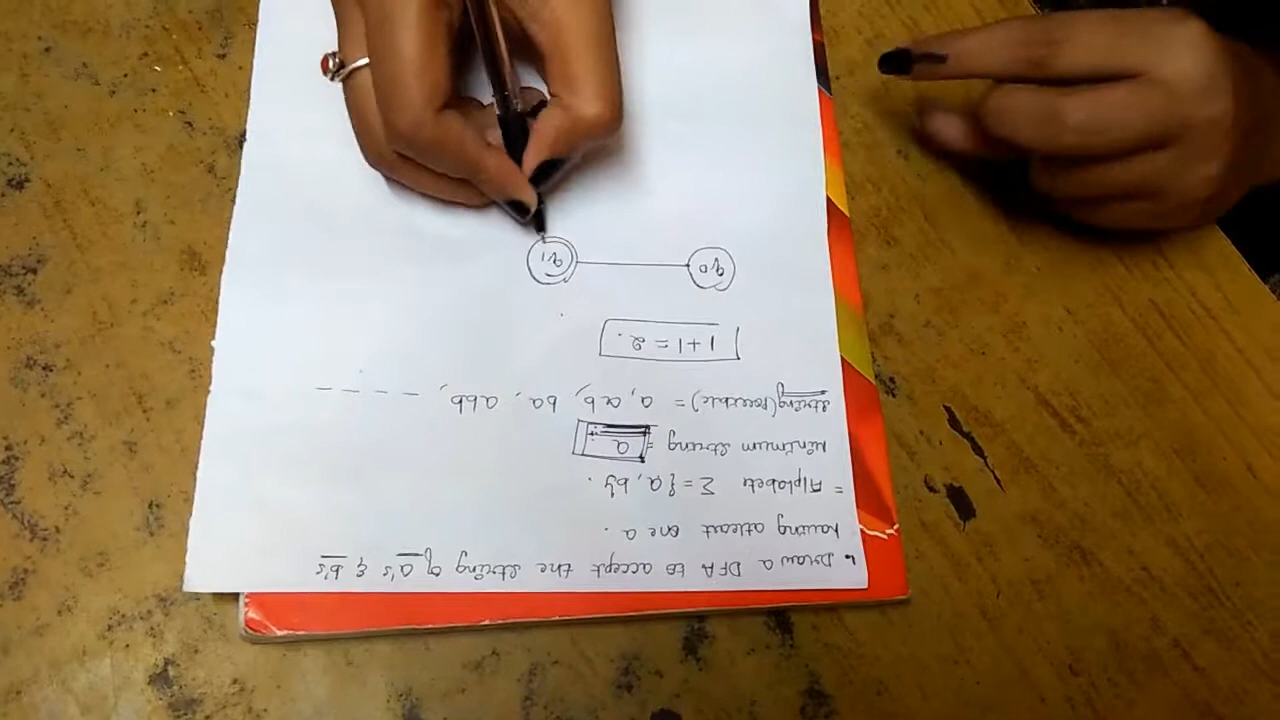 1. Draw a DFA to accept the string of a's & b's
having atleast one a.
= Alphabets Σ = {a, b}.
Minimum string = a
string (Possible) = a, ab, ba, abb, - - - -
1+1 = 2.
q0 q1